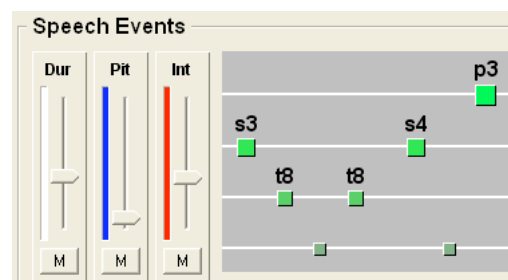 Speech Events
Dur Pit Int
p3
s3 s4
t8 t8
M M M